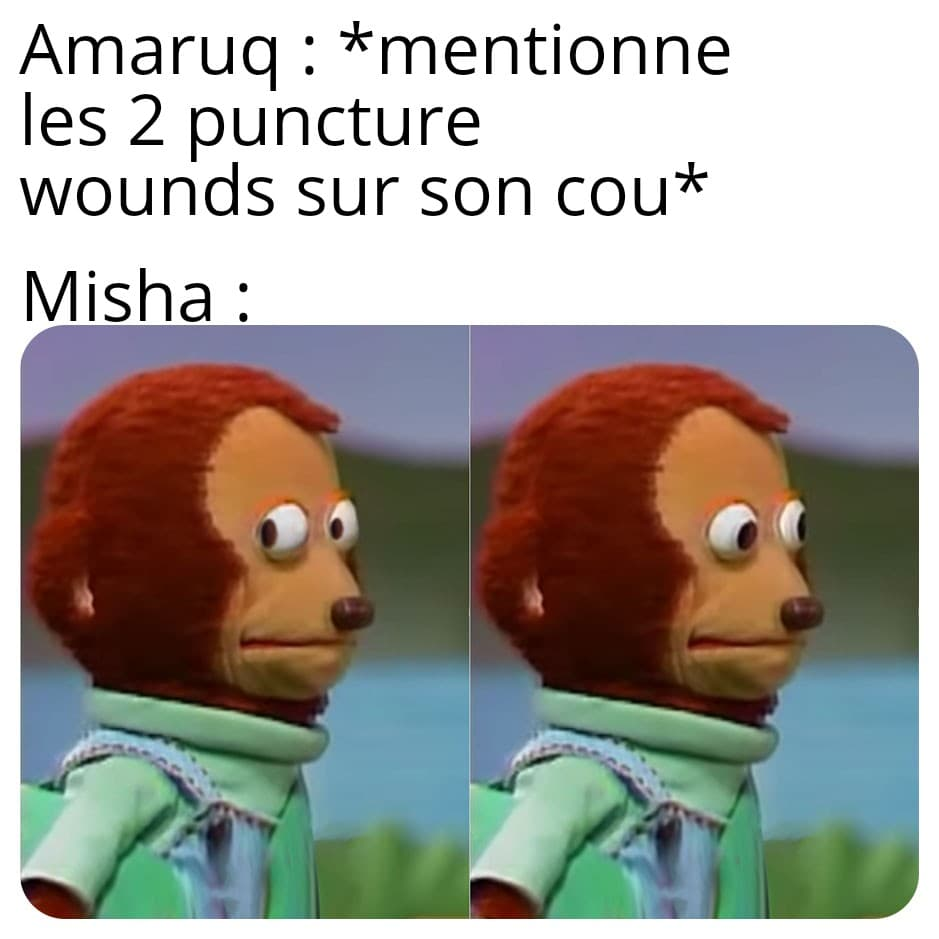 Amaruq : *mentionne
les 2 puncture
wounds sur son cou*
Misha :